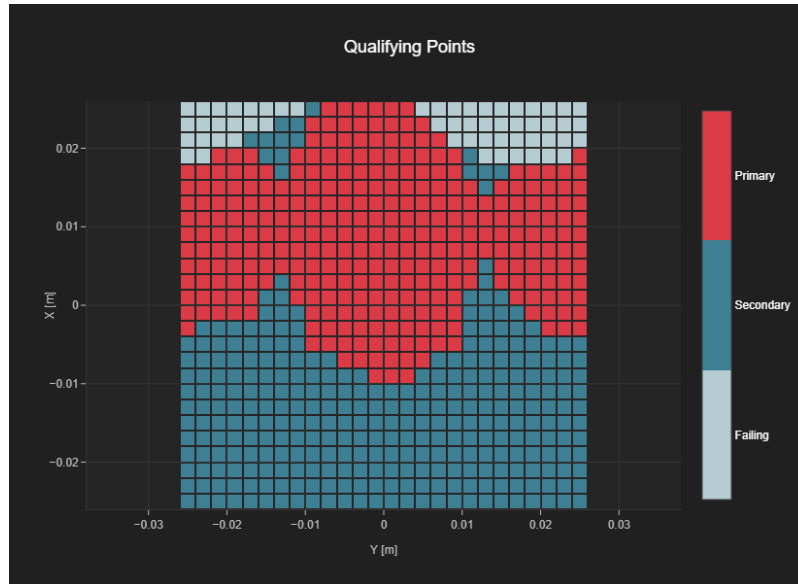 Qualifying Points
Primary
Secondary
Failing
X [m]
0.02
0.01
0
−0.01
−0.02
−0.03
−0.02
−0.01
0
0.01
0.02
0.03
Y [m]